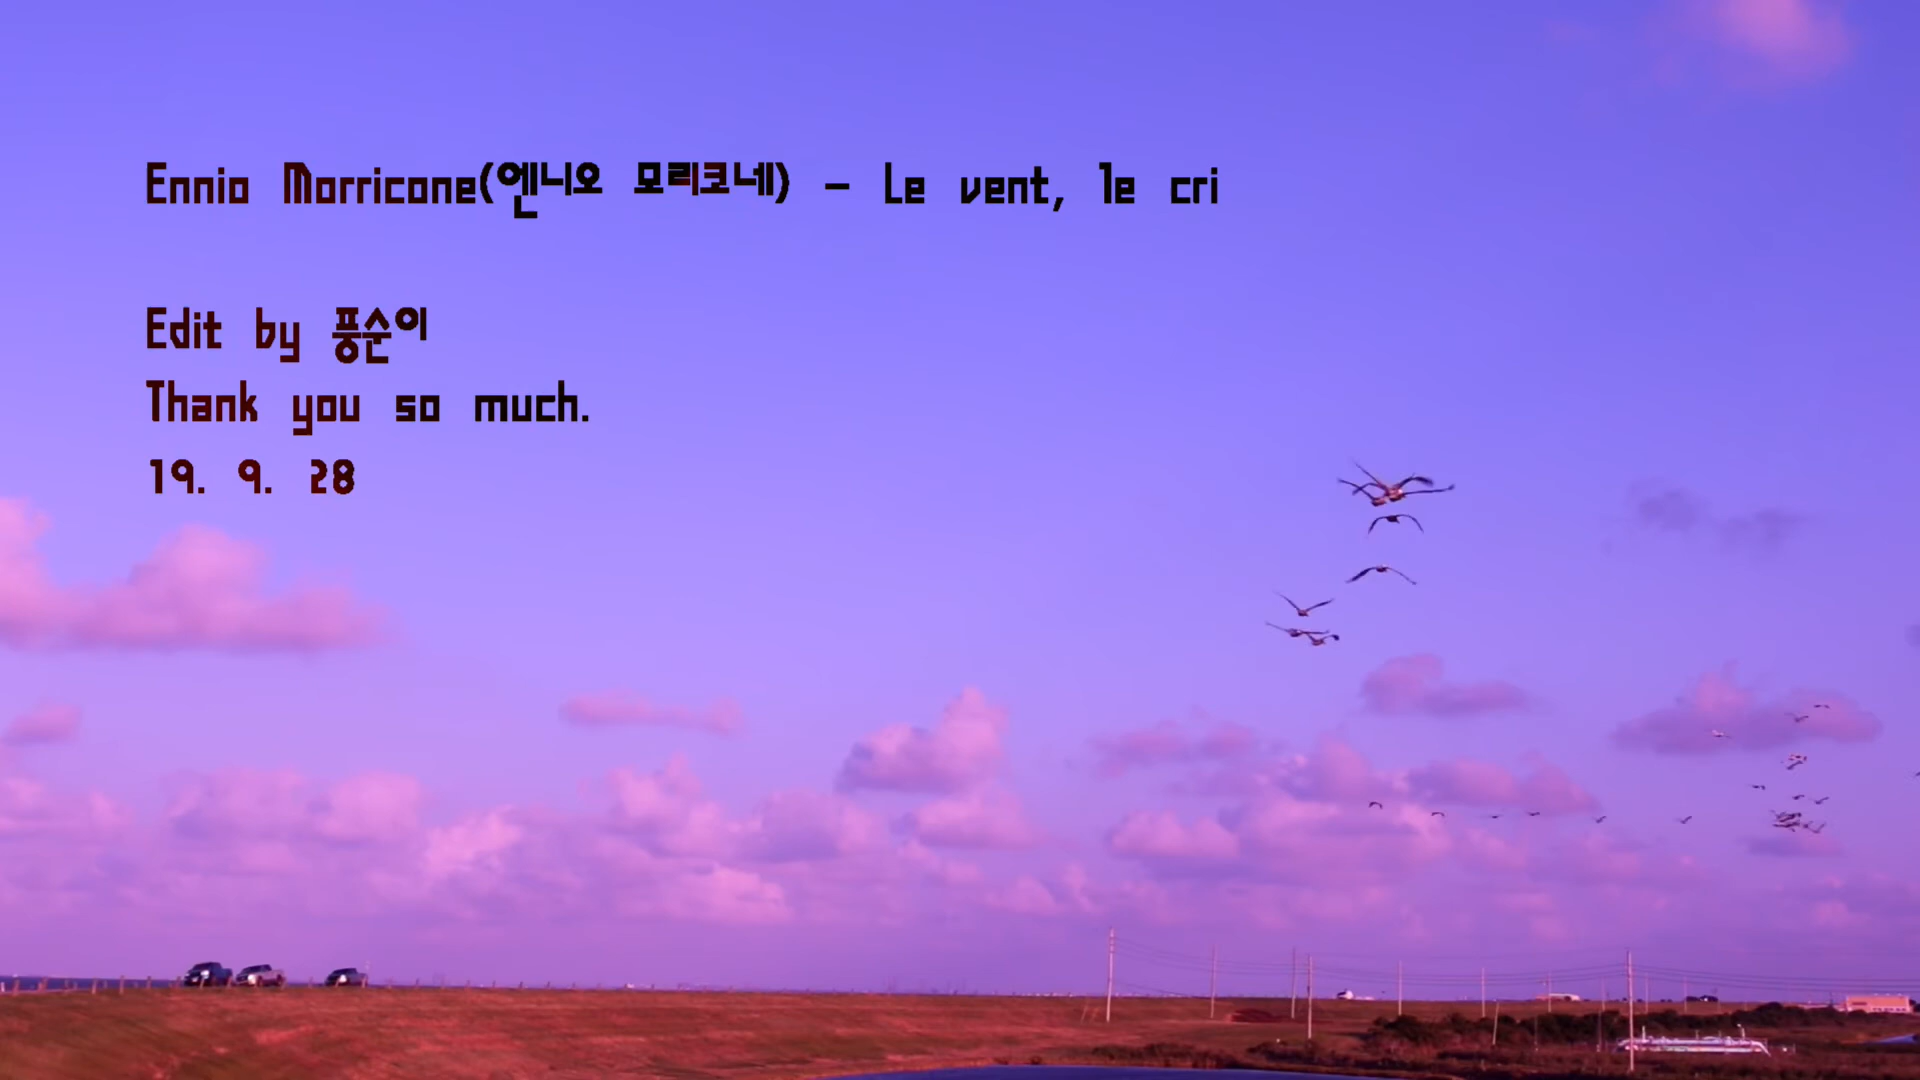 Ennio Morricone(엔니오 모리코네) - Le vent, le cri
Edit by 풍순이
Thank you so much.
19. 9. 28